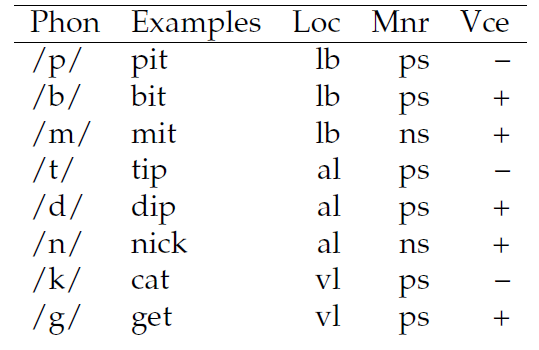 Phon Examples Loc Mnr Vce
/p/ pit lb ps –
/b/ bit lb ps +
/m/ mit lb ns +
/t/ tip al ps –
/d/ dip al ps +
/n/ nick al ns +
/k/ cat vl ps –
/g/ get vl ps +